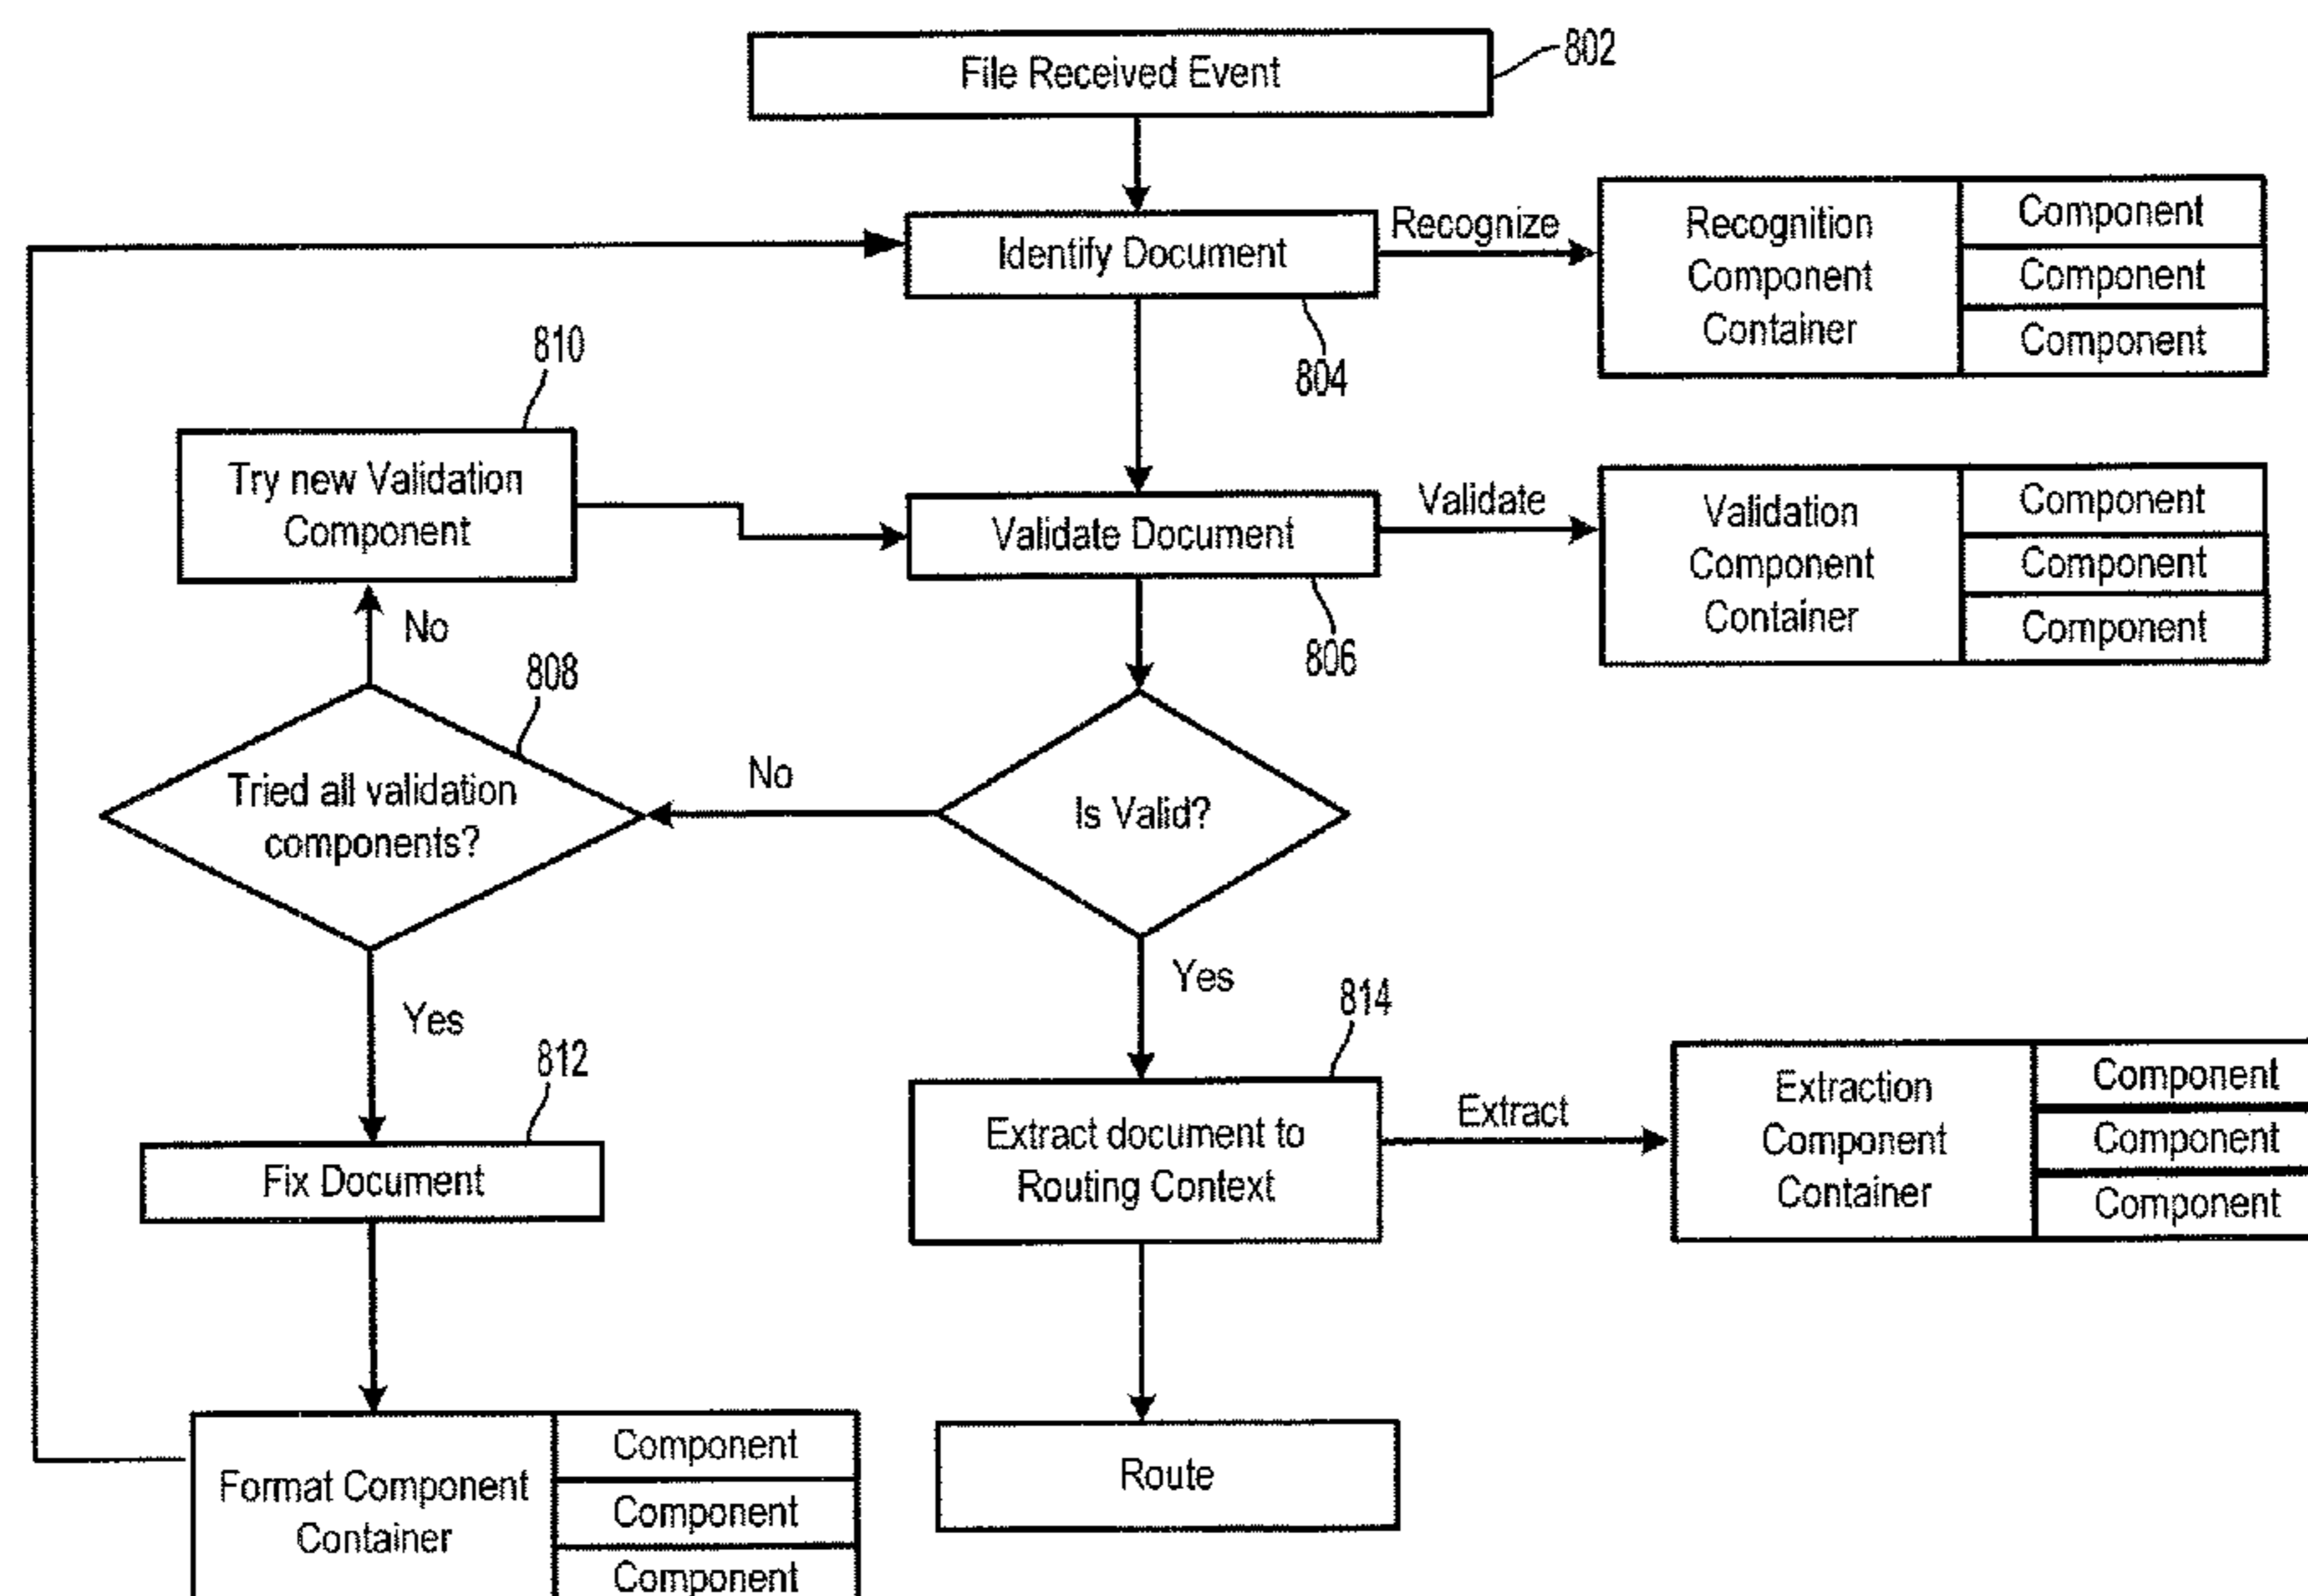 File Received Event
802
Identify Document
Recognize
804
Recognition
Component
Container
Component
Component
Component
810
Try new Validation
Component
Validate Document
Validate
806
Validation
Component
Container
Component
Component
Component
No
808
Tried all validation
components?
No
Is Valid?
Yes
Yes
812
Fix Document
814
Extract document to
Routing Context
Extract
Extraction
Component
Container
Component
Component
Component
Format Component
Container
Component
Component
Component
Route